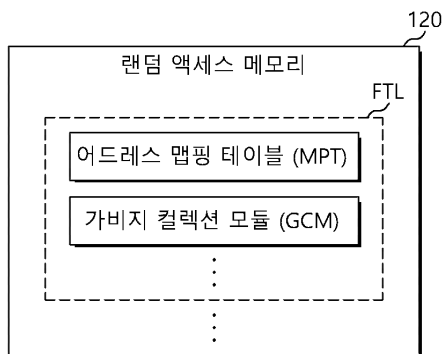 120
랜덤 액세스 메모리
FTL
어드레스 맵핑 테이블 (MPT)
가비지 컬렉션 모듈 (GCM)